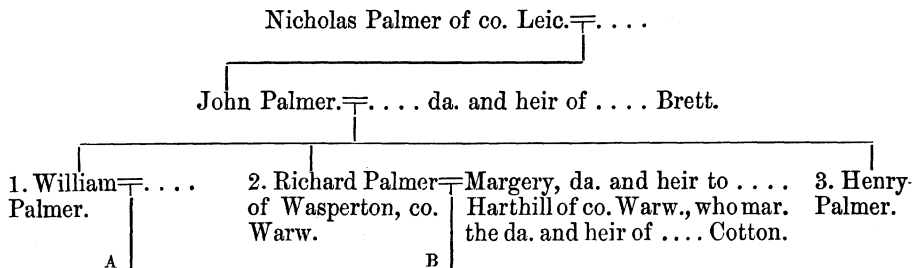 Nicholas Palmer of co. Leic. = . . . .
John Palmer. = . . . . da. and heir of . . . . Brett.
1. William = . . . .
Palmer.
2. Richard Palmer =
of Wasperton, co.
Warw.
Margery, da. and heir to . . . .
Harthill of co. Warw., who mar.
the da. and heir of . . . . Cotton.
3. Henry
Palmer.
A
B